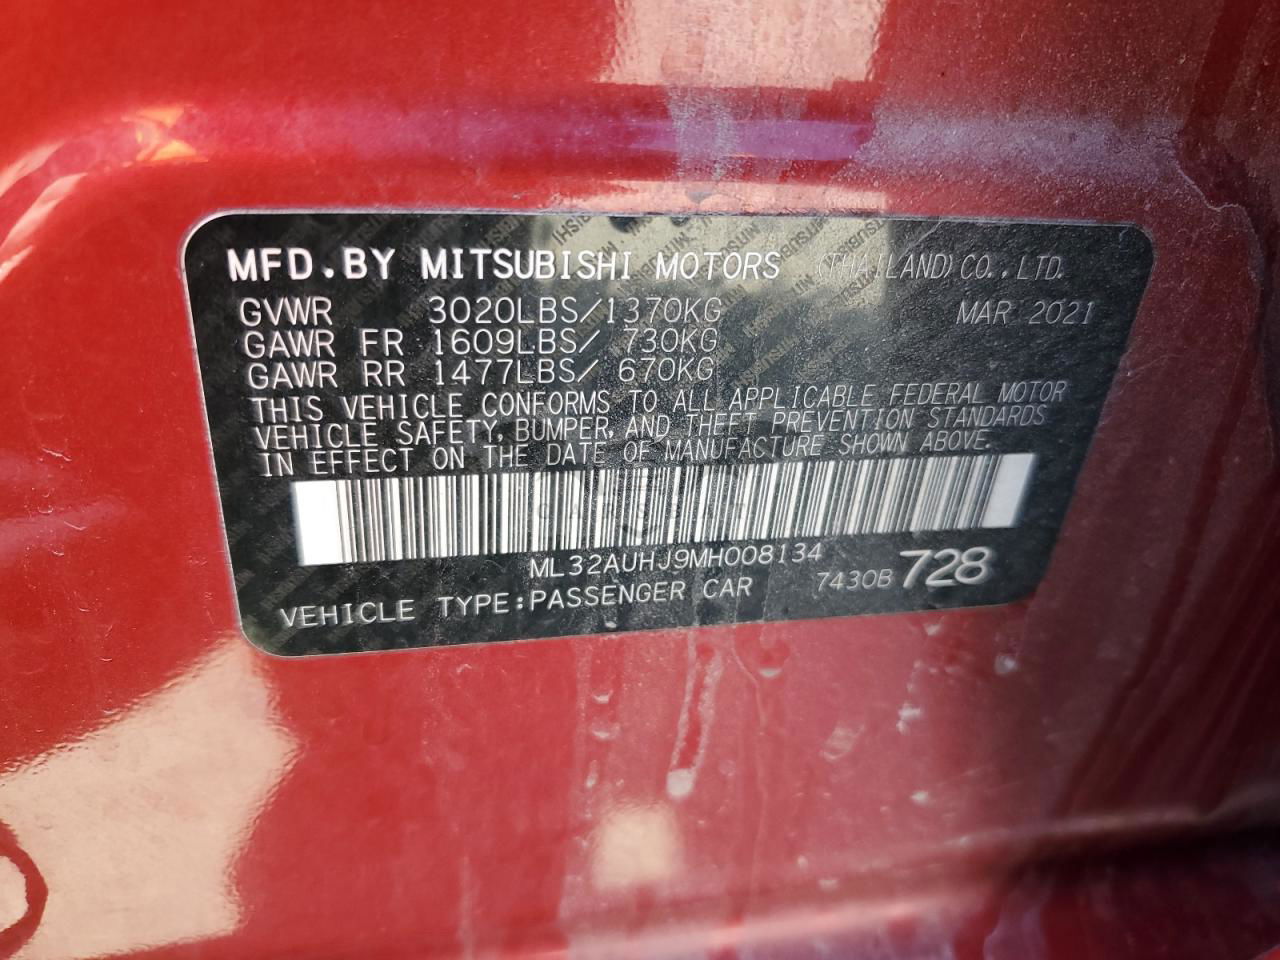 MFD.BY MITSUBISHI MOTORS (THAILAND)CO.,LTD.
GVWR 3020LBS/1370KG MAR 2021
GAWR FR 1609LBS/ 730KG
GAWR RR 1477LBS/ 670KG
THIS VEHICLE CONFORMS TO ALL APPLICABLE FEDERAL MOTOR
VEHICLE SAFETY, BUMPER, AND THEFT PREVENTION STANDARDS
IN EFFECT ON THE DATE OF MANUFACTURE SHOWN ABOVE.
ML32AUHJ9MH008134
VEHICLE TYPE:PASSENGER CAR 7430B 728